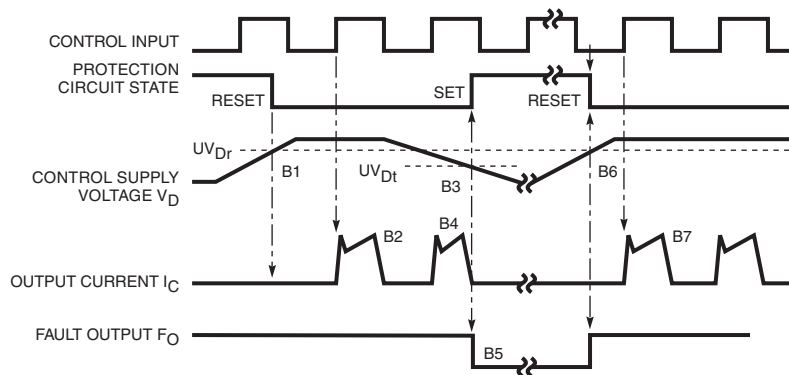 CONTROL INPUT
PROTECTION
CIRCUIT STATE
RESET
SET
RESET
UVDr
B1
UVDt
B3
B6
CONTROL SUPPLY
VOLTAGE VD
B2
B4
B7
OUTPUT CURRENT IC
FAULT OUTPUT FO
B5